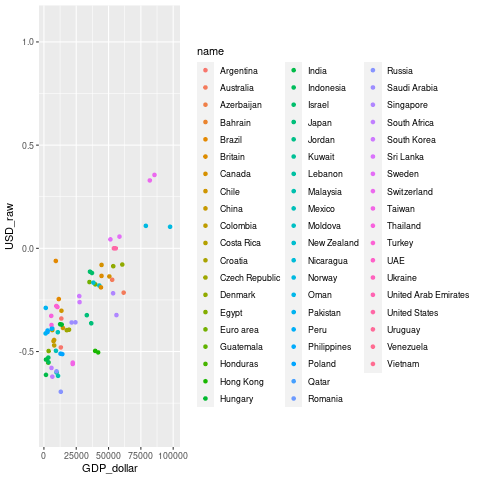 1.0
0.5
0.0
-0.5
USD_raw
0
25000
50000
75000
100000
GDP_dollar
name
Argentina
Australia
Azerbaijan
Bahrain
Brazil
Britain
Canada
Chile
China
Colombia
Costa Rica
Croatia
Czech Republic
Denmark
Egypt
Euro area
Guatemala
Honduras
Hong Kong
Hungary
India
Indonesia
Israel
Japan
Jordan
Kuwait
Lebanon
Malaysia
Mexico
Moldova
New Zealand
Nicaragua
Norway
Oman
Pakistan
Peru
Philippines
Poland
Qatar
Romania
Russia
Saudi Arabia
Singapore
South Africa
South Korea
Sri Lanka
Sweden
Switzerland
Taiwan
Thailand
Turkey
UAE
Ukraine
United Arab Emirates
United States
Uruguay
Venezuela
Vietnam